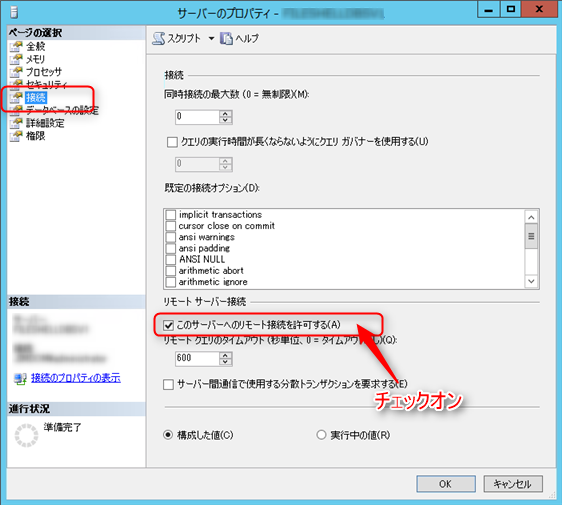 サーバーのプロパティ -
ページの選択
全般
メモリ
プロセッサ
セキュリティ
接続
データベースの設定
詳細設定
権限
スクリプト
ヘルプ
接続
同時接続の最大数 (0 = 無制限)(M):
0
クエリの実行時間が長くならないようにクエリ ガバナーを使用する(U)
0
既定の接続オプション(D):
implicit transactions
cursor close on commit
ansi warnings
ansi padding
ANSI NULL
arithmetic abort
arithmetic ignore
リモート サーバー接続
このサーバーへのリモート接続を許可する(A)
リモート クエリのタイムアウト (秒単位、0 = タイムアウト
)(Q):
600
サーバー間通信で使用する分散トランザクションを要求する(E)
チェックオン
構成した値(C)
実行中の値(R)
接続
接続のプロパティの表示
進行状況
準備完了
OK
キャンセル